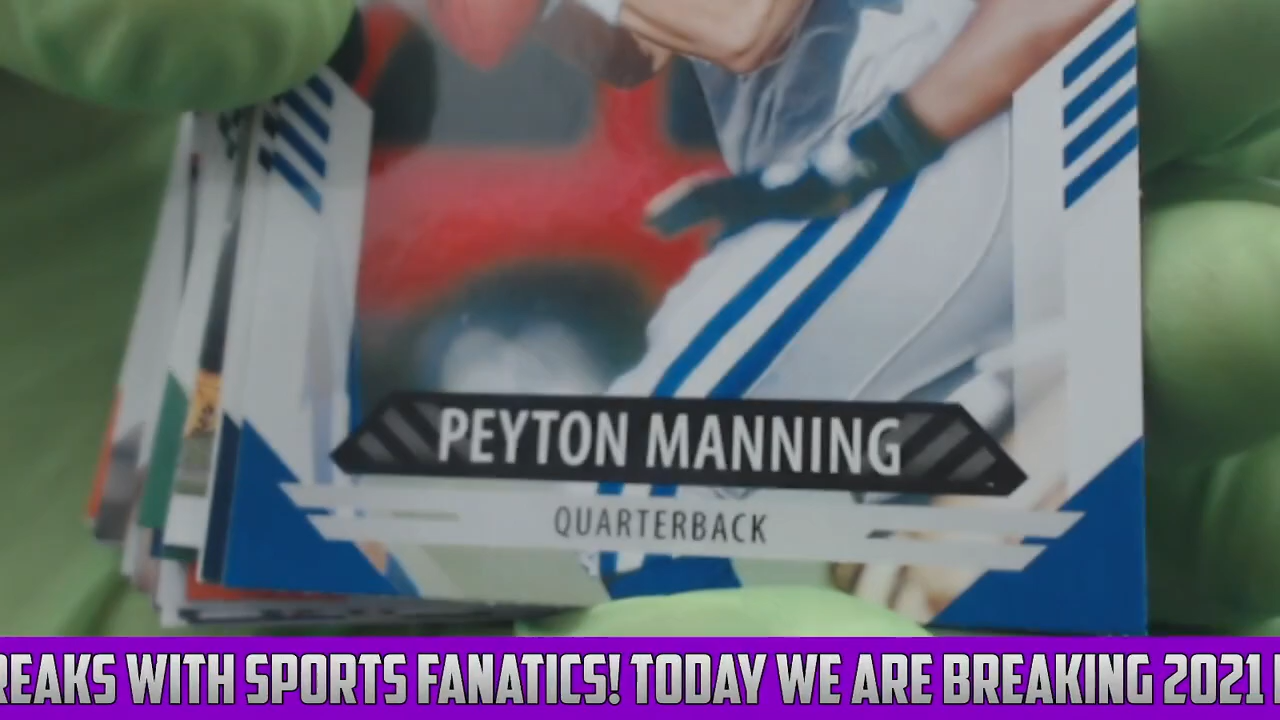 PEYTON MANNING
QUARTERBACK
REAKS WITH SPORTS FANATICS! TODAY WE ARE BREAKING 2021